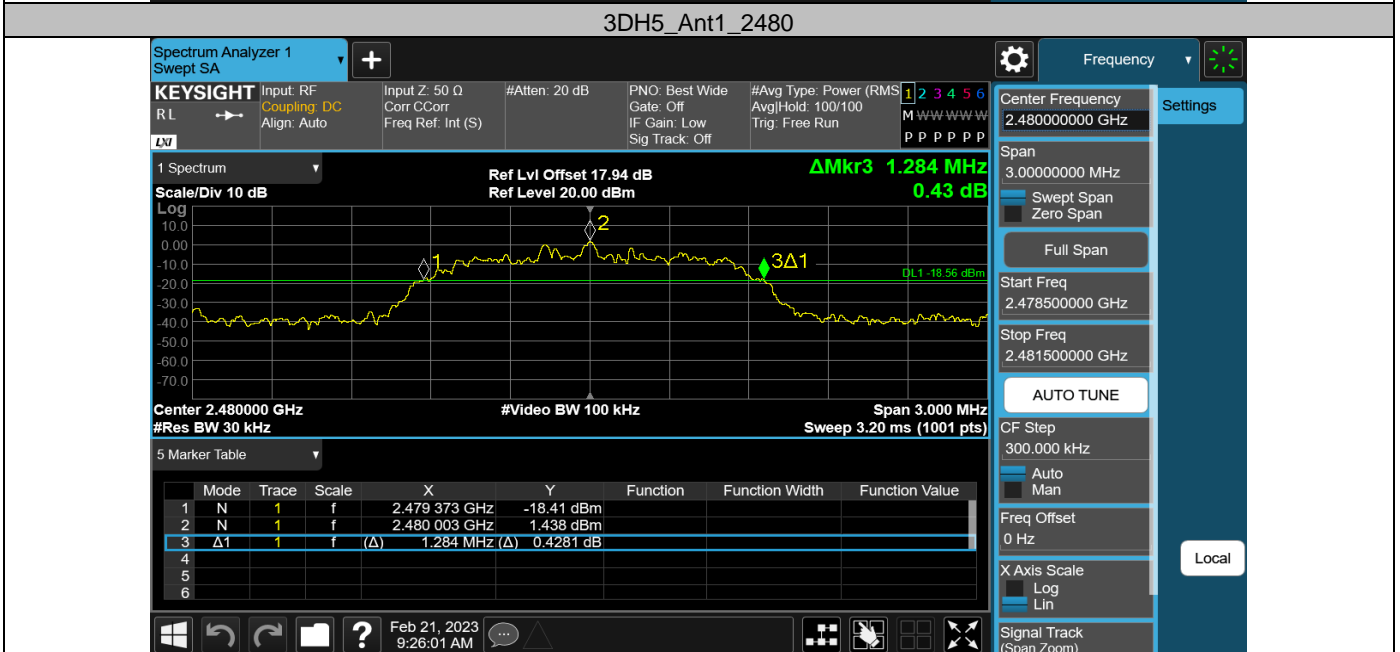 3DH5_Ant1_2480
Spectrum Analyzer 1
Swept SA
Frequency
KEYSIGHT
RL
LXI
Input: RF
Coupling: DC
Align: Auto
Input Z: 50 Ω
Corr CCorr
Freq Ref: Int (S)
#Atten: 20 dB
PNO: Best Wide
Gate: Off
IF Gain: Low
Sig Track: Off
#Avg Type: Power (RMS
Avg|Hold: 100/100
Trig: Free Run
1 2 3 4 5 6
M W W W W W
P P P P P P
1 Spectrum
Scale/Div 10 dB
Ref Lvl Offset 17.94 dB
Ref Level 20.00 dBm
ΔMkr3 1.284 MHz
0.43 dB
Log
10.0
0.00
-10.0
-20.0
-30.0
-40.0
-50.0
-60.0
-70.0
1
2
3Δ1
DL1 -18.56 dBm
Center 2.480000 GHz
#Video BW 100 kHz
Span 3.000 MHz
#Res BW 30 kHz
Sweep 3.20 ms (1001 pts)
5 Marker Table
Mode Trace Scale X Y Function Function Width Function Value
1 N 1 f 2.479 373 GHz -18.41 dBm
2 N 1 f 2.480 003 GHz 1.438 dBm
3 Δ1 1 f (Δ) 1.284 MHz (Δ) 0.4281 dB
4
5
6
?
Feb 21, 2023
9:26:01 AM
Center Frequency
2.480000000 GHz
Settings
Span
3.00000000 MHz
Swept Span
Zero Span
Full Span
Start Freq
2.478500000 GHz
Stop Freq
2.481500000 GHz
AUTO TUNE
CF Step
300.000 kHz
Auto
Man
Freq Offset
0 Hz
X Axis Scale
Log
Lin
Local
Signal Track
(Span Zoom)